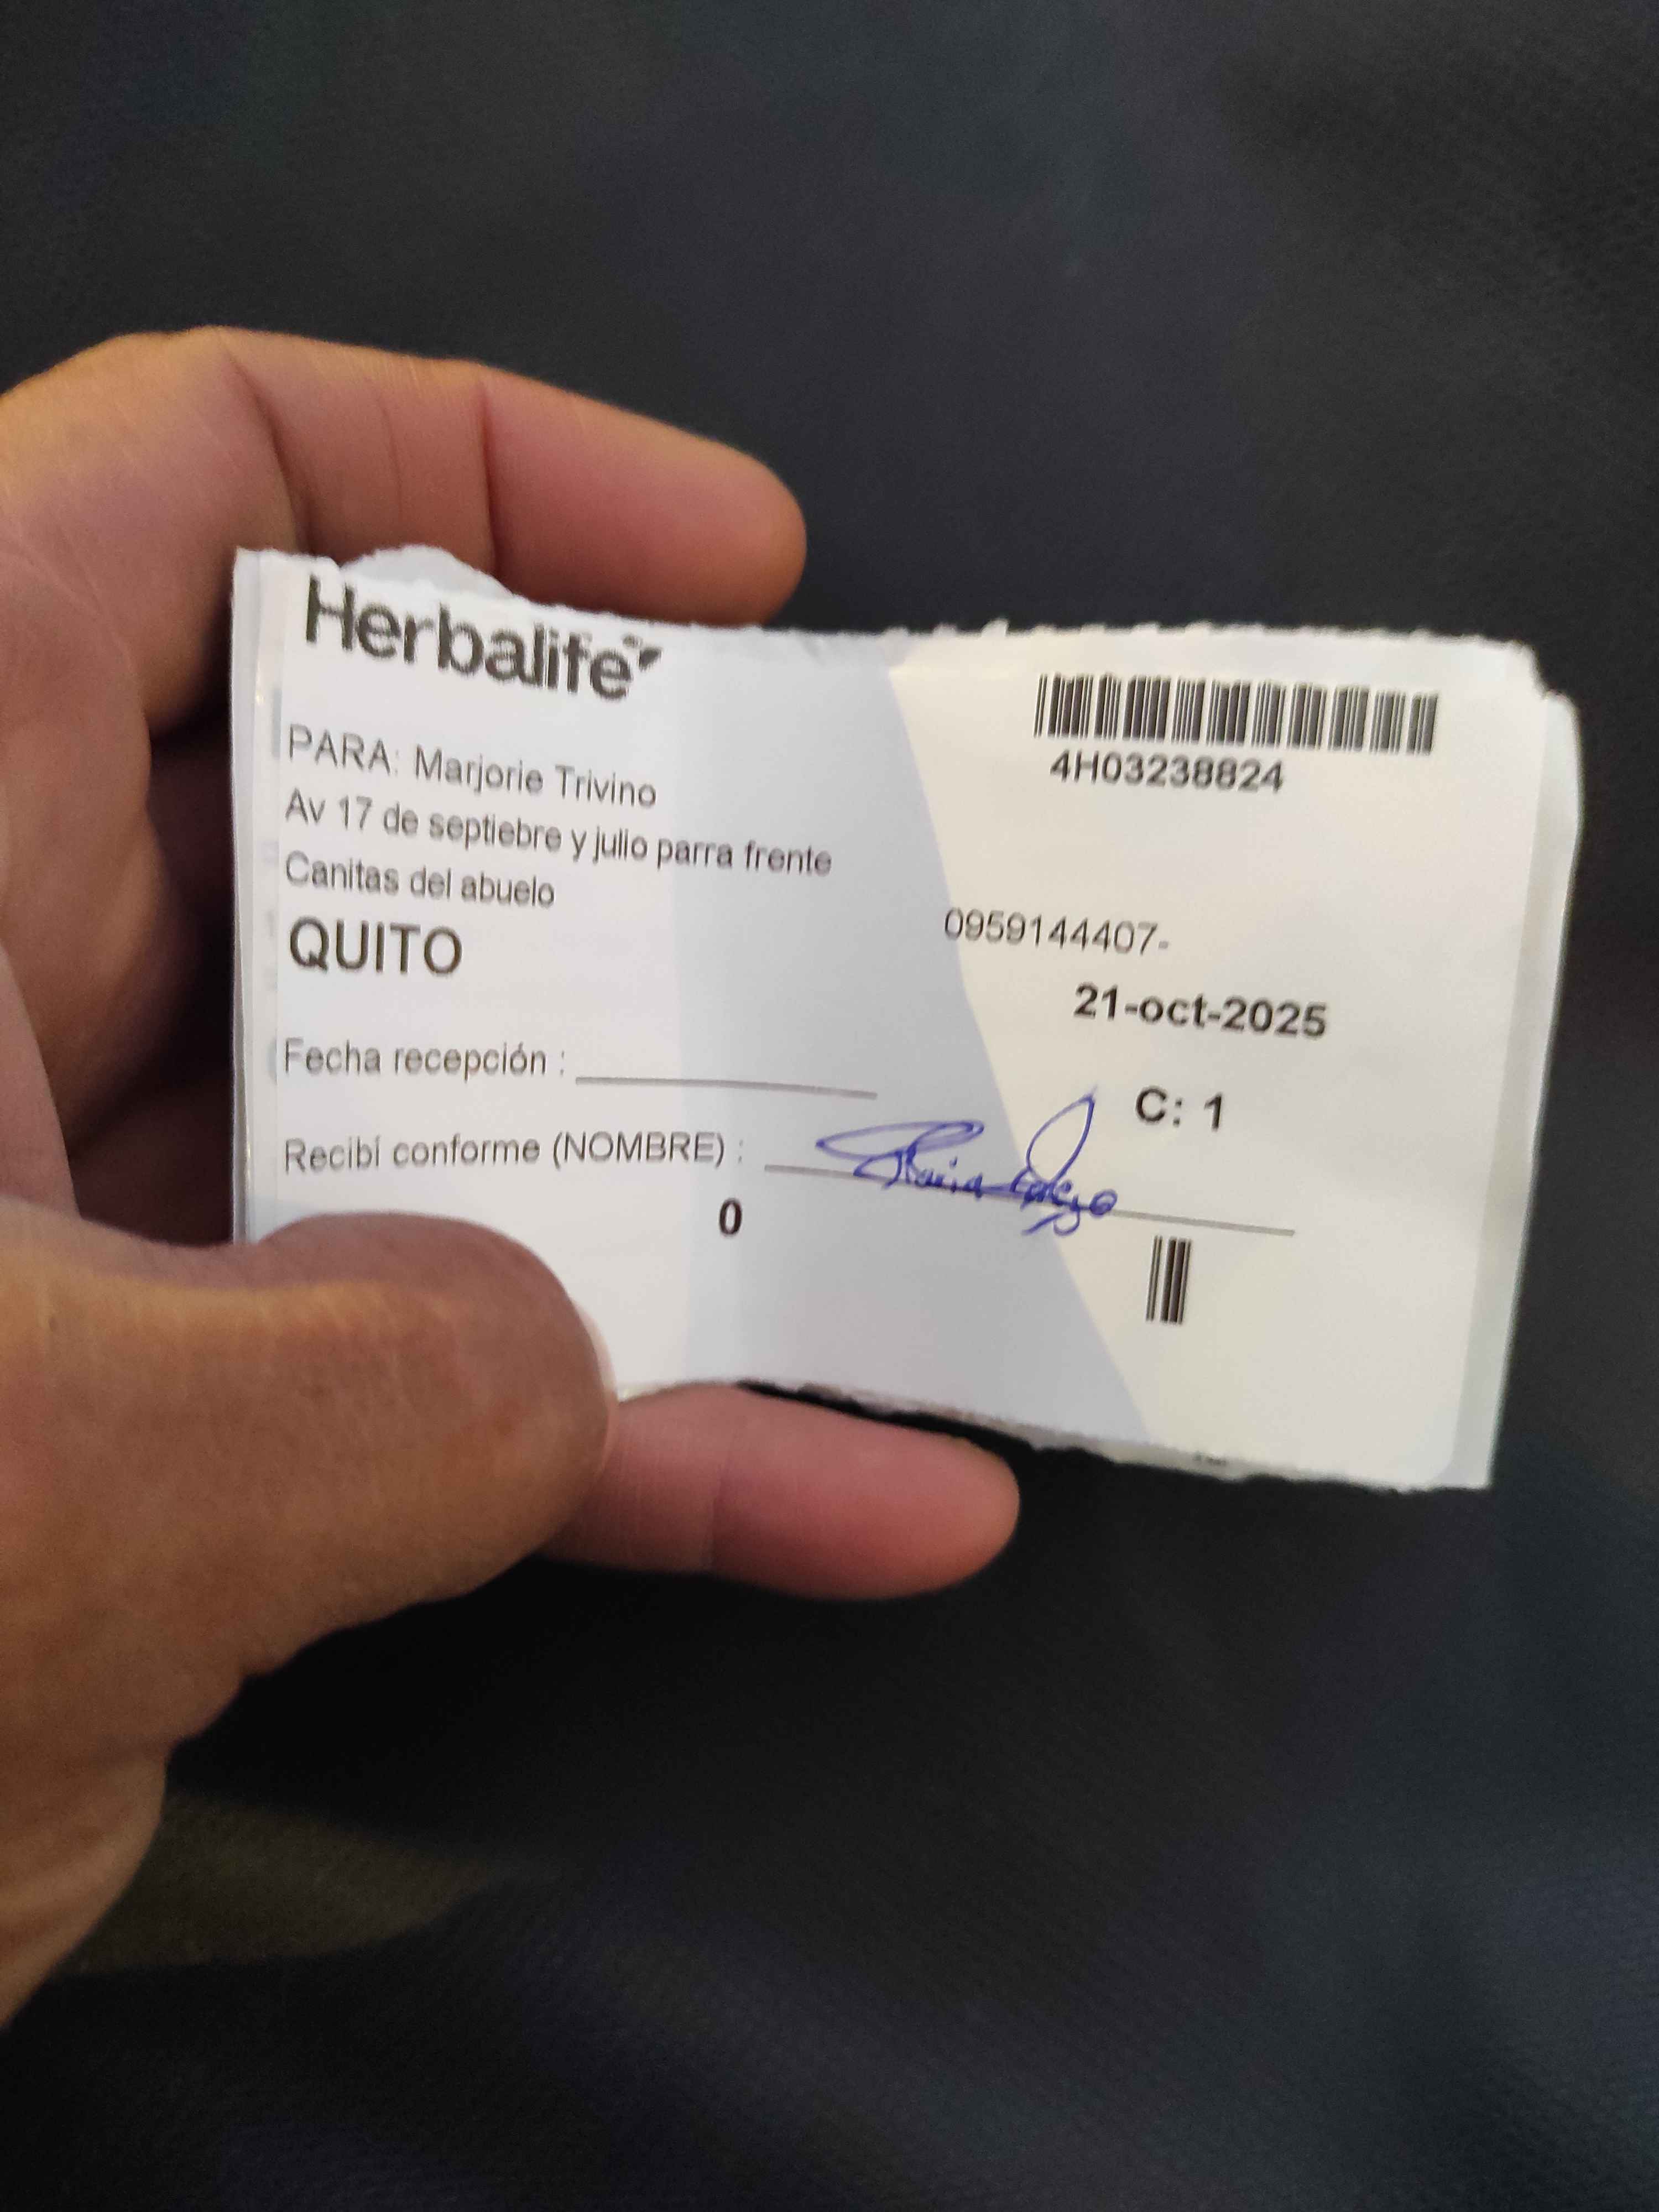 Herbalife
4H03238824
PARA: Marjorie Trivino
Av 17 de septiebre y julio parra frente
Canitas del abuelo
0959144407-
QUITO
21-oct-2025
Fecha recepción :
C: 1
Recibí conforme (NOMBRE) :
0